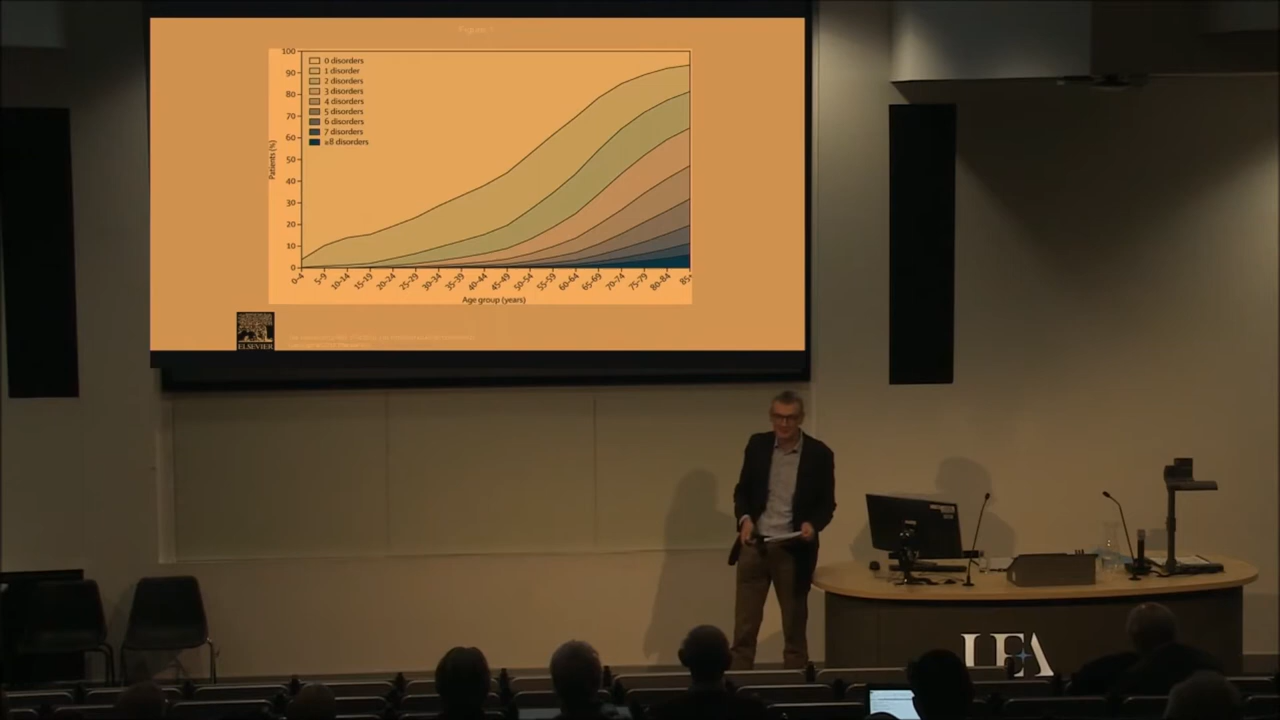 Figure 1
100
90
80
70
60
50
40
30
20
10
0
Patients (%)
0 disorders
1 disorder
2 disorders
3 disorders
4 disorders
5 disorders
6 disorders
7 disorders
≥8 disorders
0-4
5-9
10-14
15-19
20-24
25-29
30-34
35-39
40-44
45-49
50-54
55-59
60-64
65-69
70-74
75-79
80-84
85+
Age group (years)
ELSEVIER
UEA